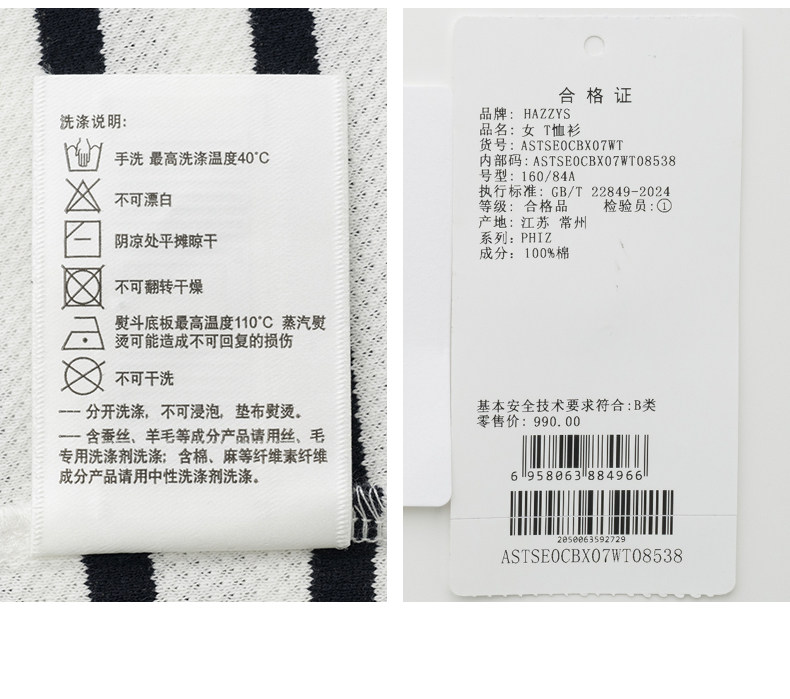 洗涤说明:
手洗 最高洗涤温度40°C
不可漂白
阴凉处平摊晾干
不可翻转干燥
熨斗底板最高温度110°C 蒸汽熨
烫可能造成不可回复的损伤
不可干洗
--- 分开洗涤，不可浸泡，垫布熨烫。
--- 含蚕丝、羊毛等成分产品请用丝、毛
专用洗涤剂洗涤; 含棉、麻等纤维素纤维
成分产品请用中性洗涤剂洗涤。
合格证
品牌: HAZZYS
品名: 女 T恤衫
货号: ASTSE0CBX07WT
内部码: ASTSE0CBX07WT08538
号型: 160/84A
执行标准: GB/T 22849-2024
等级: 合格品 检验员:①
产地: 江苏 常州
系列: PHIZ
成分: 100%棉
基本安全技术要求符合:B类
零售价: 990.00
6 958063 884966
2050063592729
ASTSE0CBX07WT08538